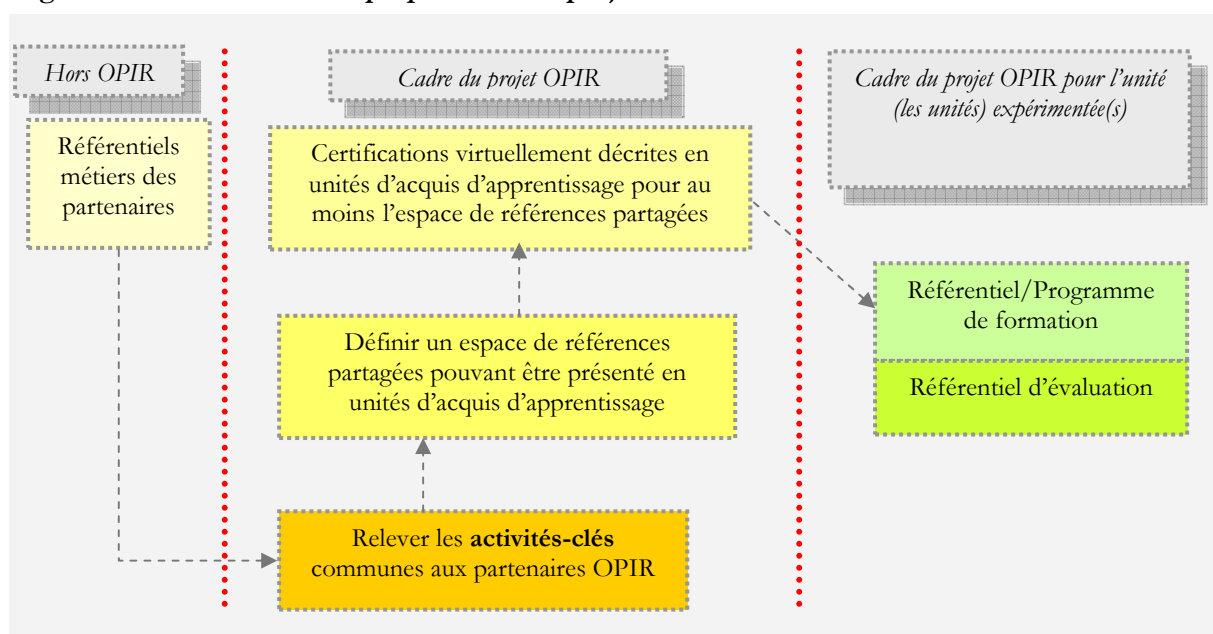 Hors OPIR
Référentiels
métiers des
partenaires
Cadre du projet OPIR
Certifications virtuellement décrites en
unités d'acquis d'apprentissage pour au
moins l'espace de références partagées
Définir un espace de références
partagées pouvant être présenté en
unités d'acquis d'apprentissage
Relever les activités-clés
communes aux partenaires OPIR
Cadre du projet OPIR pour l'unité
(les unités) expérimentée(s)
Référentiel/Programme
de formation
Référentiel d'évaluation